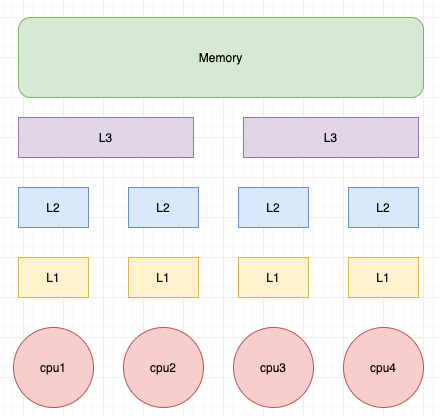 Memory
L3 L3
L2 L2 L2 L2
L1 L1 L1 L1
cpu1 cpu2 cpu3 cpu4